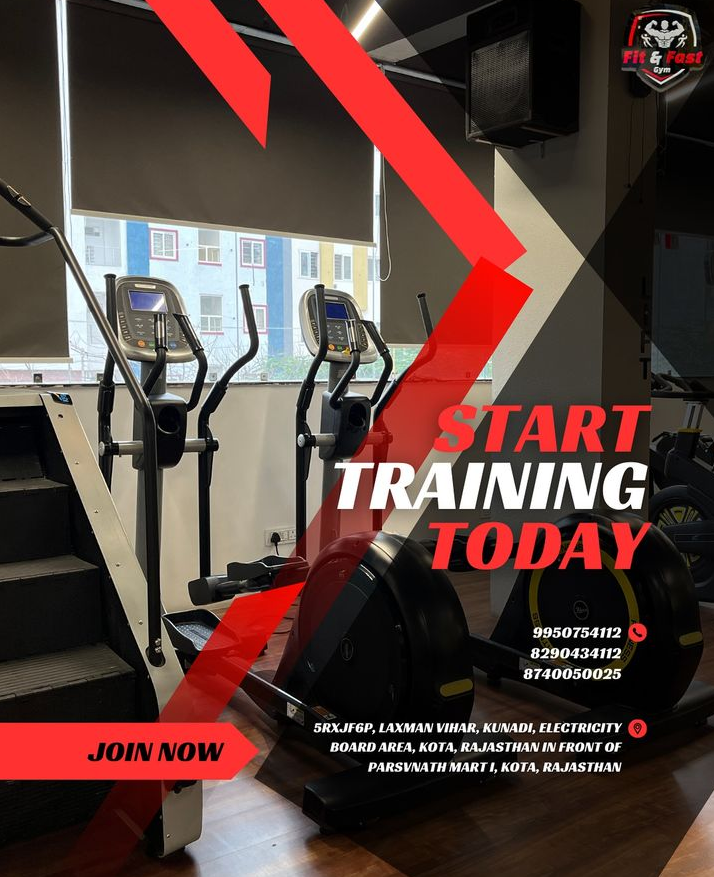 Fit & Fast
Gym
START
TRAINING
TODAY
9950754112
8290434112
8740050025
5RXJF6P, LAXMAN VIHAR, KUNADI, ELECTRICITY
BOARD AREA, KOTA, RAJASTHAN IN FRONT OF
PARSVNATH MART I, KOTA, RAJASTHAN
JOIN NOW